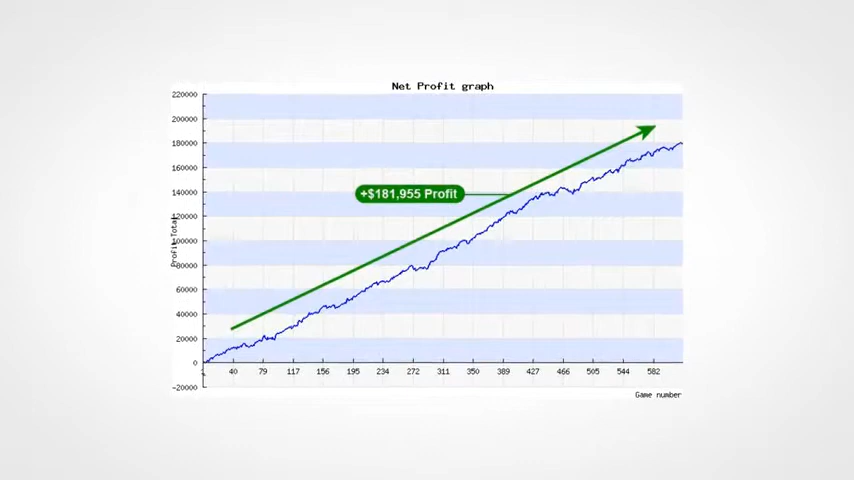 Net Profit graph
220000
200000
180000
160000
140000
120000
100000
80000
60000
40000
20000
0
-20000
Profit Total
+$181,955 Profit
40 79 117 156 195 234 272 311 350 389 427 466 505 544 582
Game number